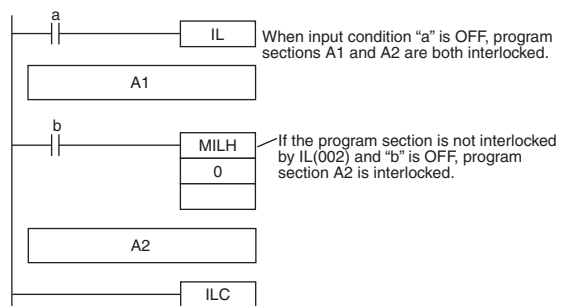 a
IL
When input condition “a” is OFF, program
sections A1 and A2 are both interlocked.
A1
b
MILH
0
If the program section is not interlocked
by IL(002) and “b” is OFF, program
section A2 is interlocked.
A2
ILC